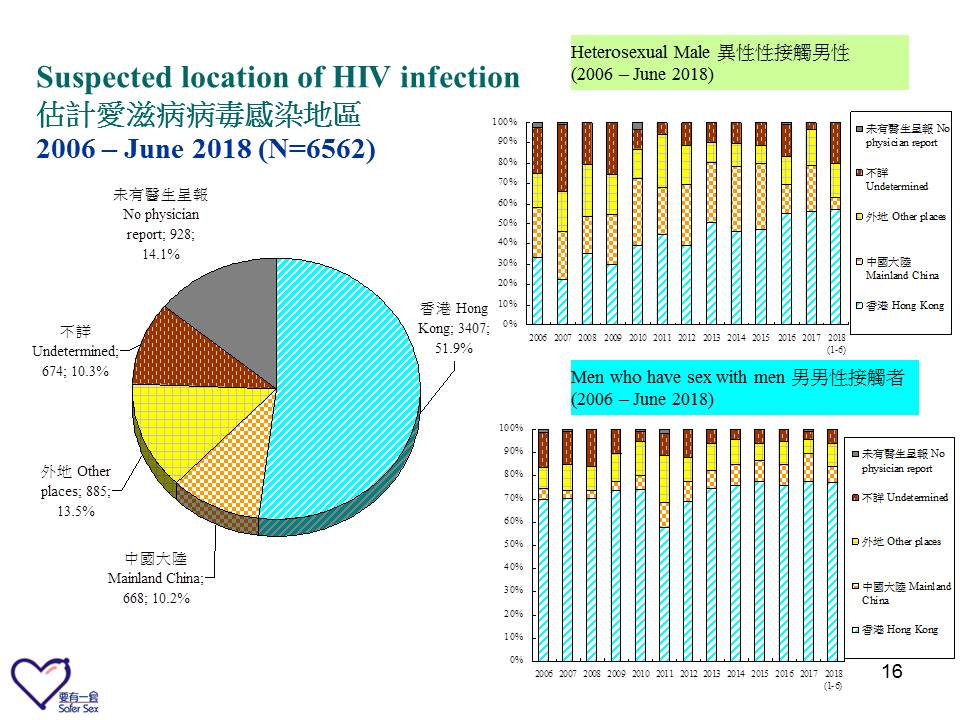 Suspected location of HIV infection
估計愛滋病病毒感染地區
2006 – June 2018 (N=6562)
未有醫生呈報
No physician
report; 928;
14.1%
不詳
Undetermined;
674; 10.3%
外地 Other
places; 885;
13.5%
中國大陸
Mainland China;
668; 10.2%
香港 Hong
Kong; 3407;
51.9%
Heterosexual Male 異性性接觸男性
(2006 – June 2018)
100%
90%
80%
70%
60%
50%
40%
30%
20%
10%
0%
2006 2007 2008 2009 2010 2011 2012 2013 2014 2015 2016 2017 2018
(1-6)
未有醫生呈報 No
physician report
不詳
Undetermined
外地 Other places
中國大陸
Mainland China
香港 Hong Kong
Men who have sex with men 男男性接觸者
(2006 – June 2018)
100%
90%
80%
70%
60%
50%
40%
30%
20%
10%
0%
2006 2007 2008 2009 2010 2011 2012 2013 2014 2015 2016 2017 2018
(1-6)
未有醫生呈報 No
physician report
不詳 Undetermined
外地 Other places
中國大陸 Mainland
China
香港 Hong Kong
要有一套
Safer Sex
16